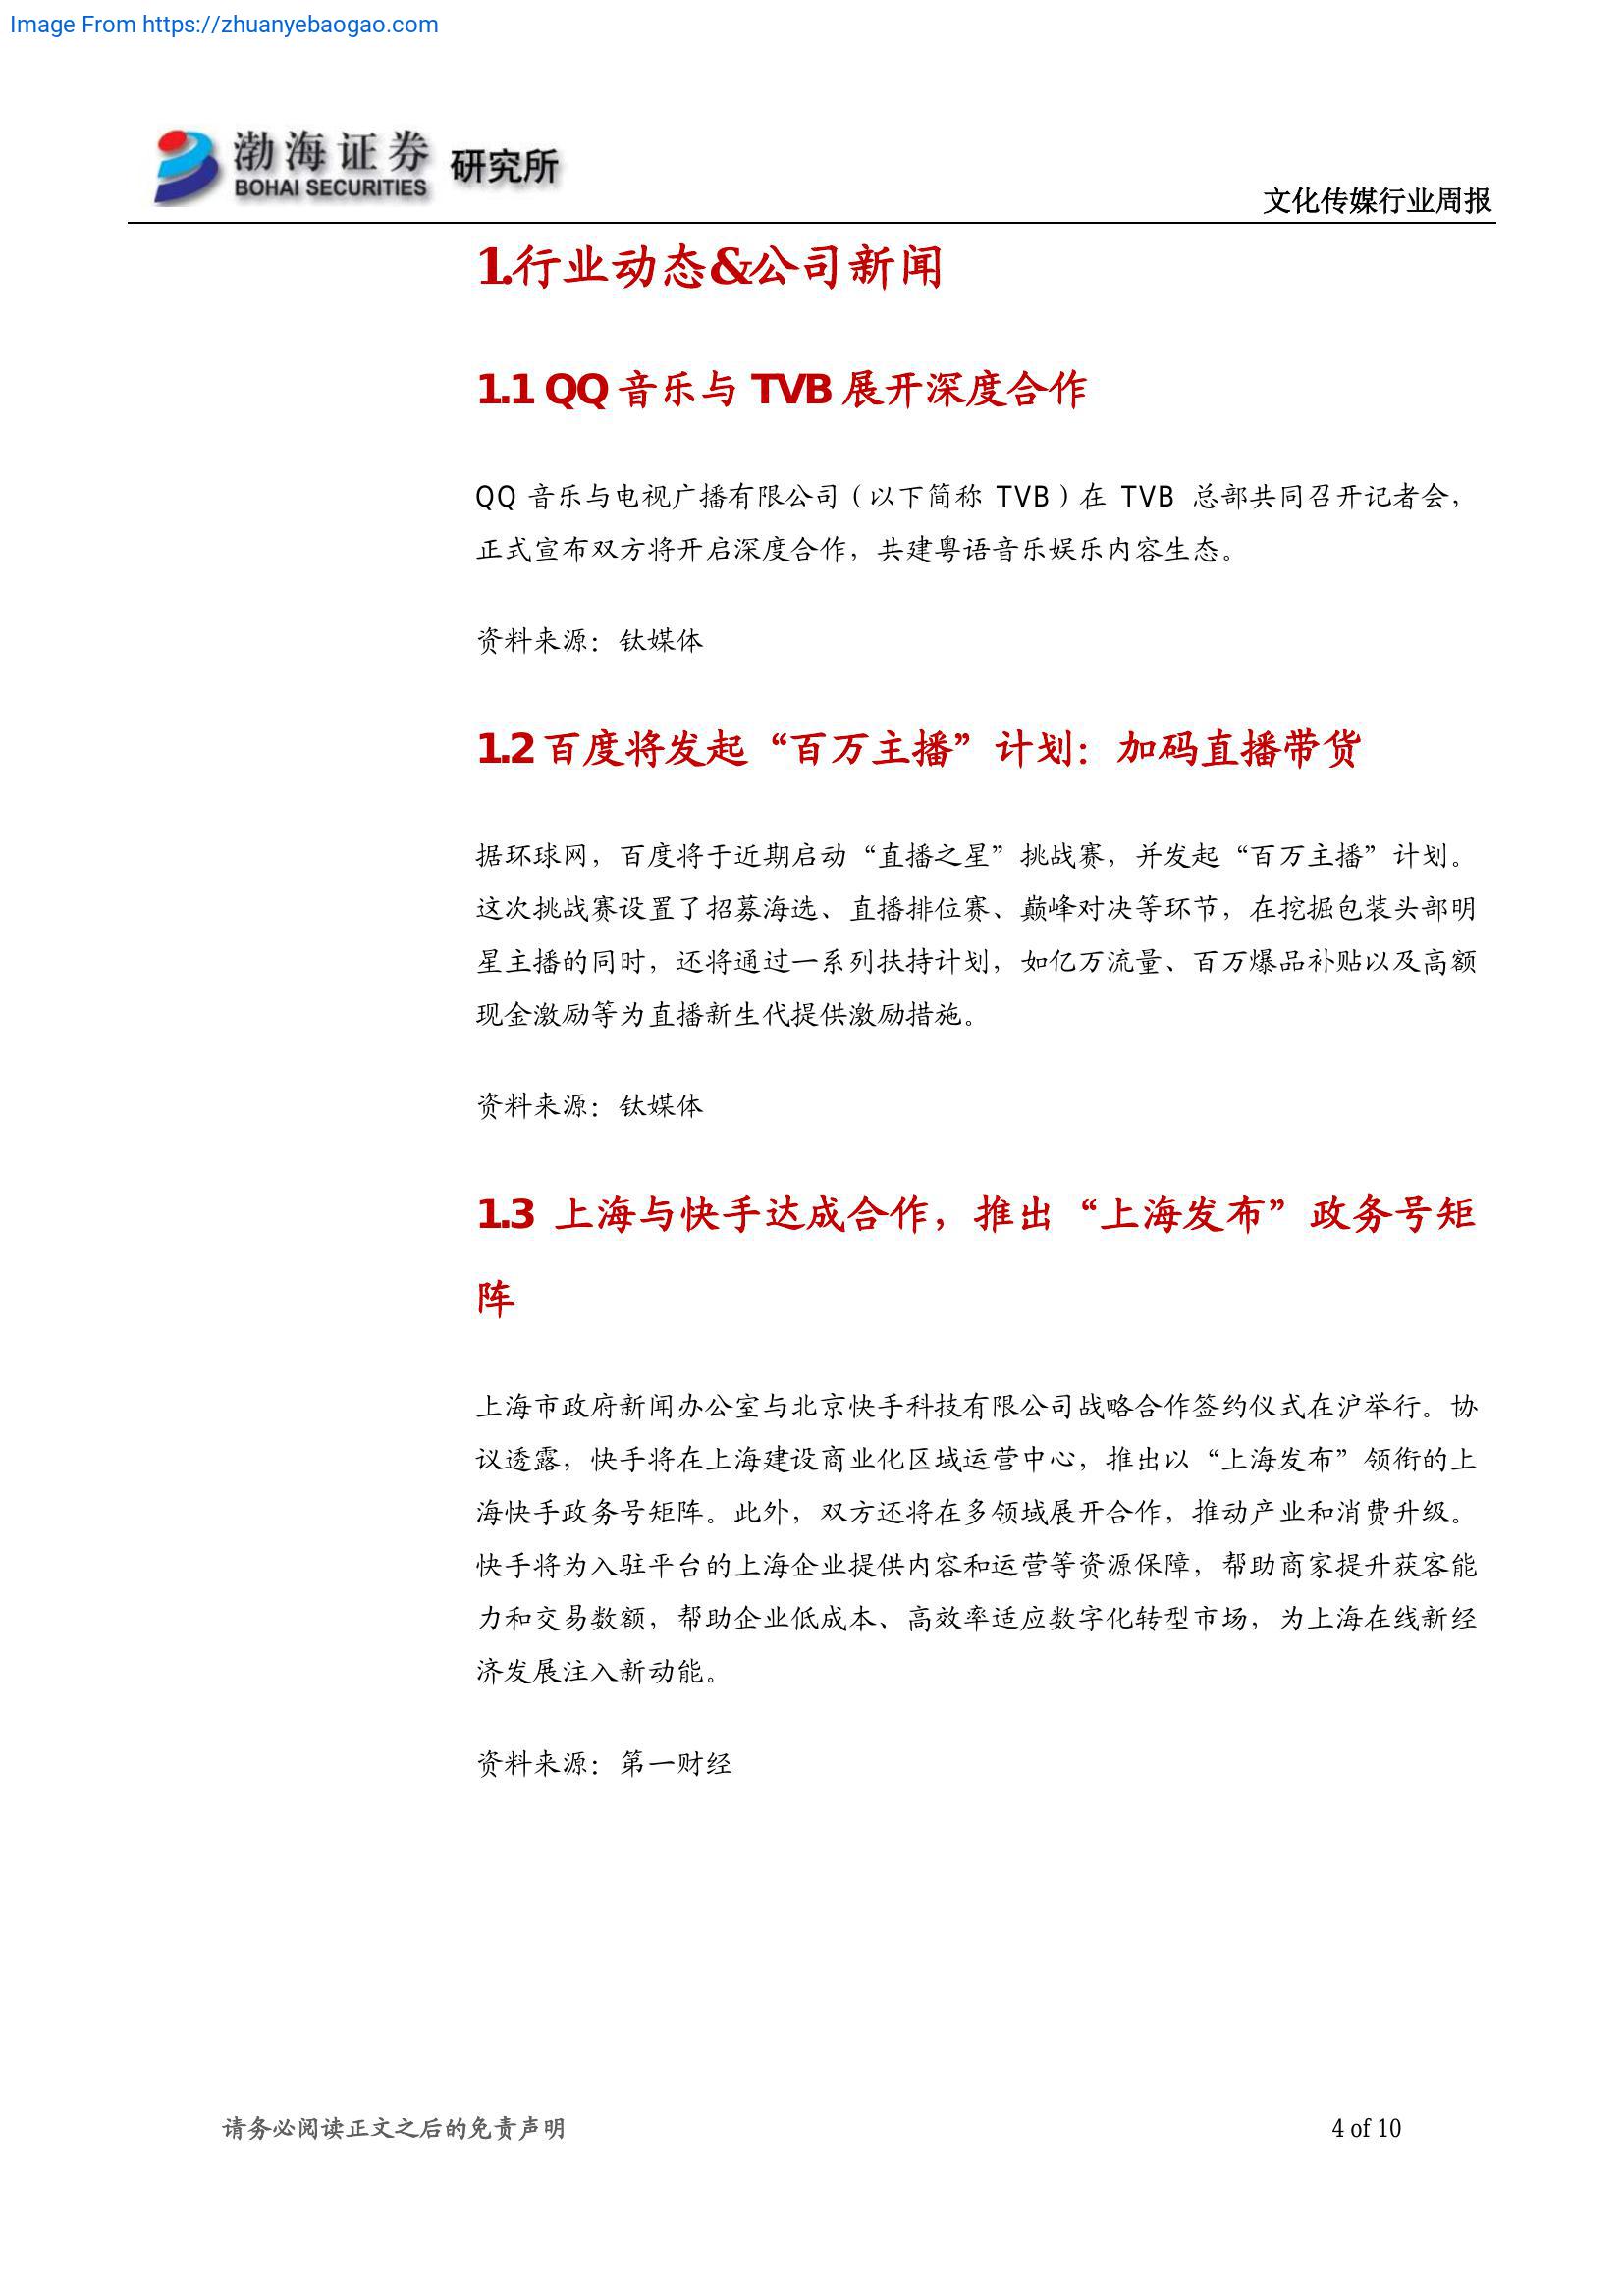 Image From https://zhuanyebaogao.com
渤海证券 研究所
BOHAI SECURITIES
文化传媒行业周报
1.行业动态&公司新闻
1.1 QQ 音乐与 TVB 展开深度合作
QQ 音乐与电视广播有限公司（以下简称 TVB）在 TVB 总部共同召开记者会，
正式宣布双方将开启深度合作，共建粤语音乐娱乐内容生态。
资料来源：钛媒体
1.2 百度将发起“百万主播”计划：加码直播带货
据环球网，百度将于近期启动“直播之星”挑战赛，并发起“百万主播”计划。
这次挑战赛设置了招募海选、直播排位赛、巅峰对决等环节，在挖掘包装头部明
星主播的同时，还将通过一系列扶持计划，如亿万流量、百万爆品补贴以及高额
现金激励等为直播新生代提供激励措施。
资料来源：钛媒体
1.3 上海与快手达成合作，推出“上海发布”政务号矩
阵
上海市政府新闻办公室与北京快手科技有限公司战略合作签约仪式在沪举行。协
议透露，快手将在上海建设商业化区域运营中心，推出以“上海发布”领衔的上
海快手政务号矩阵。此外，双方还将在多领域展开合作，推动产业和消费升级。
快手将为入驻平台的上海企业提供内容和运营等资源保障，帮助商家提升获客能
力和交易数额，帮助企业低成本、高效率适应数字化转型市场，为上海在线新经
济发展注入新动能。
资料来源：第一财经
请务必阅读正文之后的免责声明
4 of 10